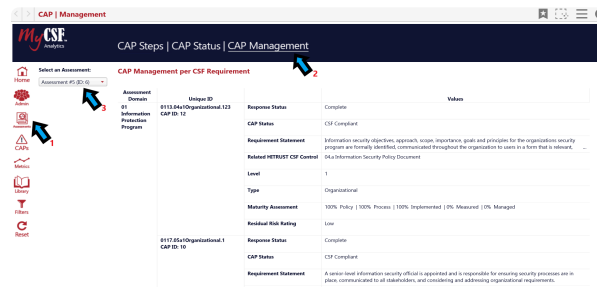 CAP | Management
MyCSF
Analytics
CAP Steps | CAP Status | CAP Management
2
Home
Select an Assessment:
Assessment #5 (ID: 6)
3
CAP Management per CSF Requirement
Admin
Assessments
1
CAPs
Metrics
Library
Filters
Reset
Assessment Domain
Unique ID
Values
01 Information Protection Program
0113.04a1Organizational.123
CAP ID: 12
Response Status
Complete
CAP Status
CSF Compliant
Requirement Statement
Information security objectives, approach, scope, importance, goals and principles for the organizations security
program are formally identified, communicated throughout the organization to users in a form that is relevant, ...
Related HITRUST CSF Control
04.a Information Security Policy Document
Level
1
Type
Organizational
Maturity Assessment
100% Policy | 100% Process | 100% Implemented | 0% Measured | 0% Managed
Residual Risk Rating
Low
0117.05a1Organizational.1
CAP ID: 10
Response Status
Complete
CAP Status
CSF Compliant
Requirement Statement
A senior-level information security official is appointed and is responsible for ensuring security processes are in
place, communicated to all stakeholders, and considering and addressing organizational requirements.